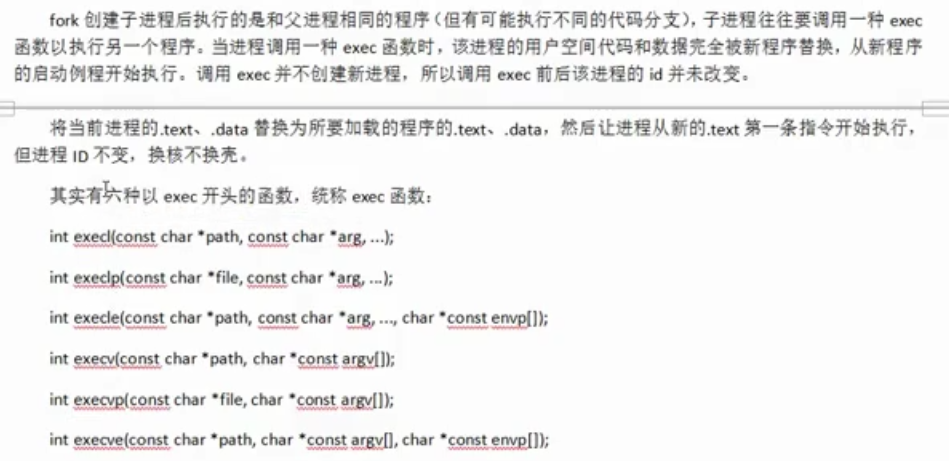 fork 创建子进程后执行的是和父进程相同的程序（但有可能执行不同的代码分支），子进程往往要调用一种 exec
函数以执行另一个程序。当进程调用一种 exec 函数时，该进程的用户空间代码和数据完全被新程序替换，从新程序
的启动例程开始执行。调用 exec 并不创建新进程，所以调用 exec 前后该进程的 id 并未改变。
将当前进程的.text、.data 替换为所要加载的程序的.text、.data，然后让进程从新的.text 第一条指令开始执行，
但进程 ID 不变，换核不换壳。
其实有六种以 exec 开头的函数，统称 exec 函数：
int execl(const char *path, const char *arg, ...);
int execlp(const char *file, const char *arg, ...);
int execle(const char *path, const char *arg, ..., char *const envp[]);
int execv(const char *path, char *const argv[]);
int execvp(const char *file, char *const argv[]);
int execve(const char *path, char *const argv[], char *const envp[]);